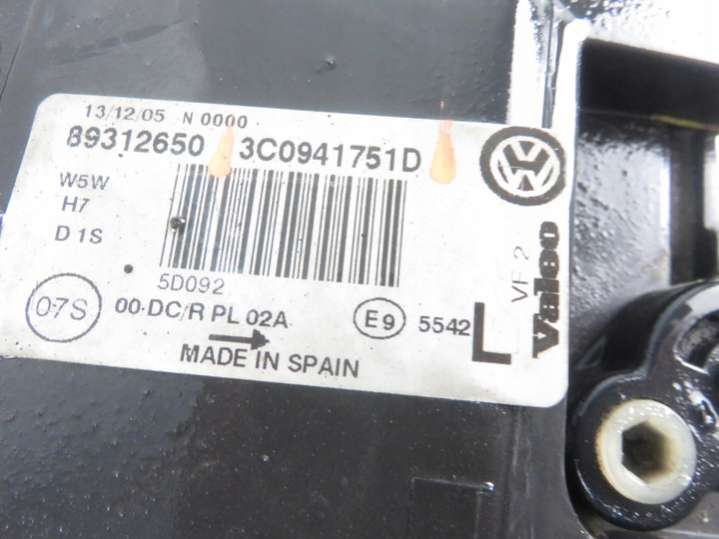 13/12/05 N 0000
89312650 3C0941751D
W5W
H7
D1S
5D092
07S 00 DC/R PL 02A E9 5542 L
MADE IN SPAIN
VF 2
Valeo